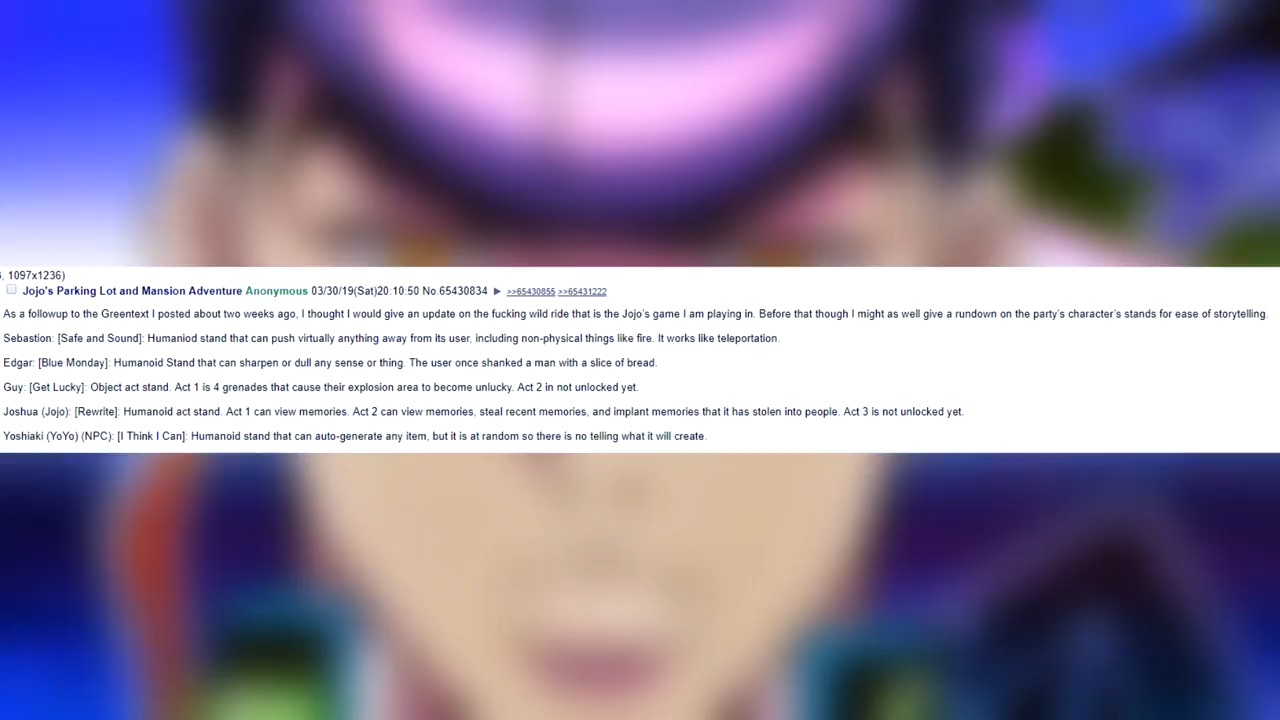 , 1097x1236)
Jojo's Parking Lot and Mansion Adventure Anonymous 03/30/19(Sat)20:10:50 No.65430834 ▶ >>65430855 >>65431222
As a followup to the Greentext I posted about two weeks ago, I thought I would give an update on the fucking wild ride that is the Jojo's game I am playing in. Before that though I might as well give a rundown on the party's character's stands for ease of storytelling.
Sebastion: [Safe and Sound]: Humaniod stand that can push virtually anything away from its user, including non-physical things like fire. It works like teleportation.
Edgar: [Blue Monday]: Humanoid Stand that can sharpen or dull any sense or thing. The user once shanked a man with a slice of bread.
Guy: [Get Lucky]: Object act stand. Act 1 is 4 grenades that cause their explosion area to become unlucky. Act 2 in not unlocked yet.
Joshua (Jojo): [Rewrite]: Humanoid act stand. Act 1 can view memories. Act 2 can view memories, steal recent memories, and implant memories that it has stolen into people. Act 3 is not unlocked yet.
Yoshiaki (YoYo) (NPC): [I Think I Can]: Humanoid stand that can auto-generate any item, but it is at random so there is no telling what it will create.